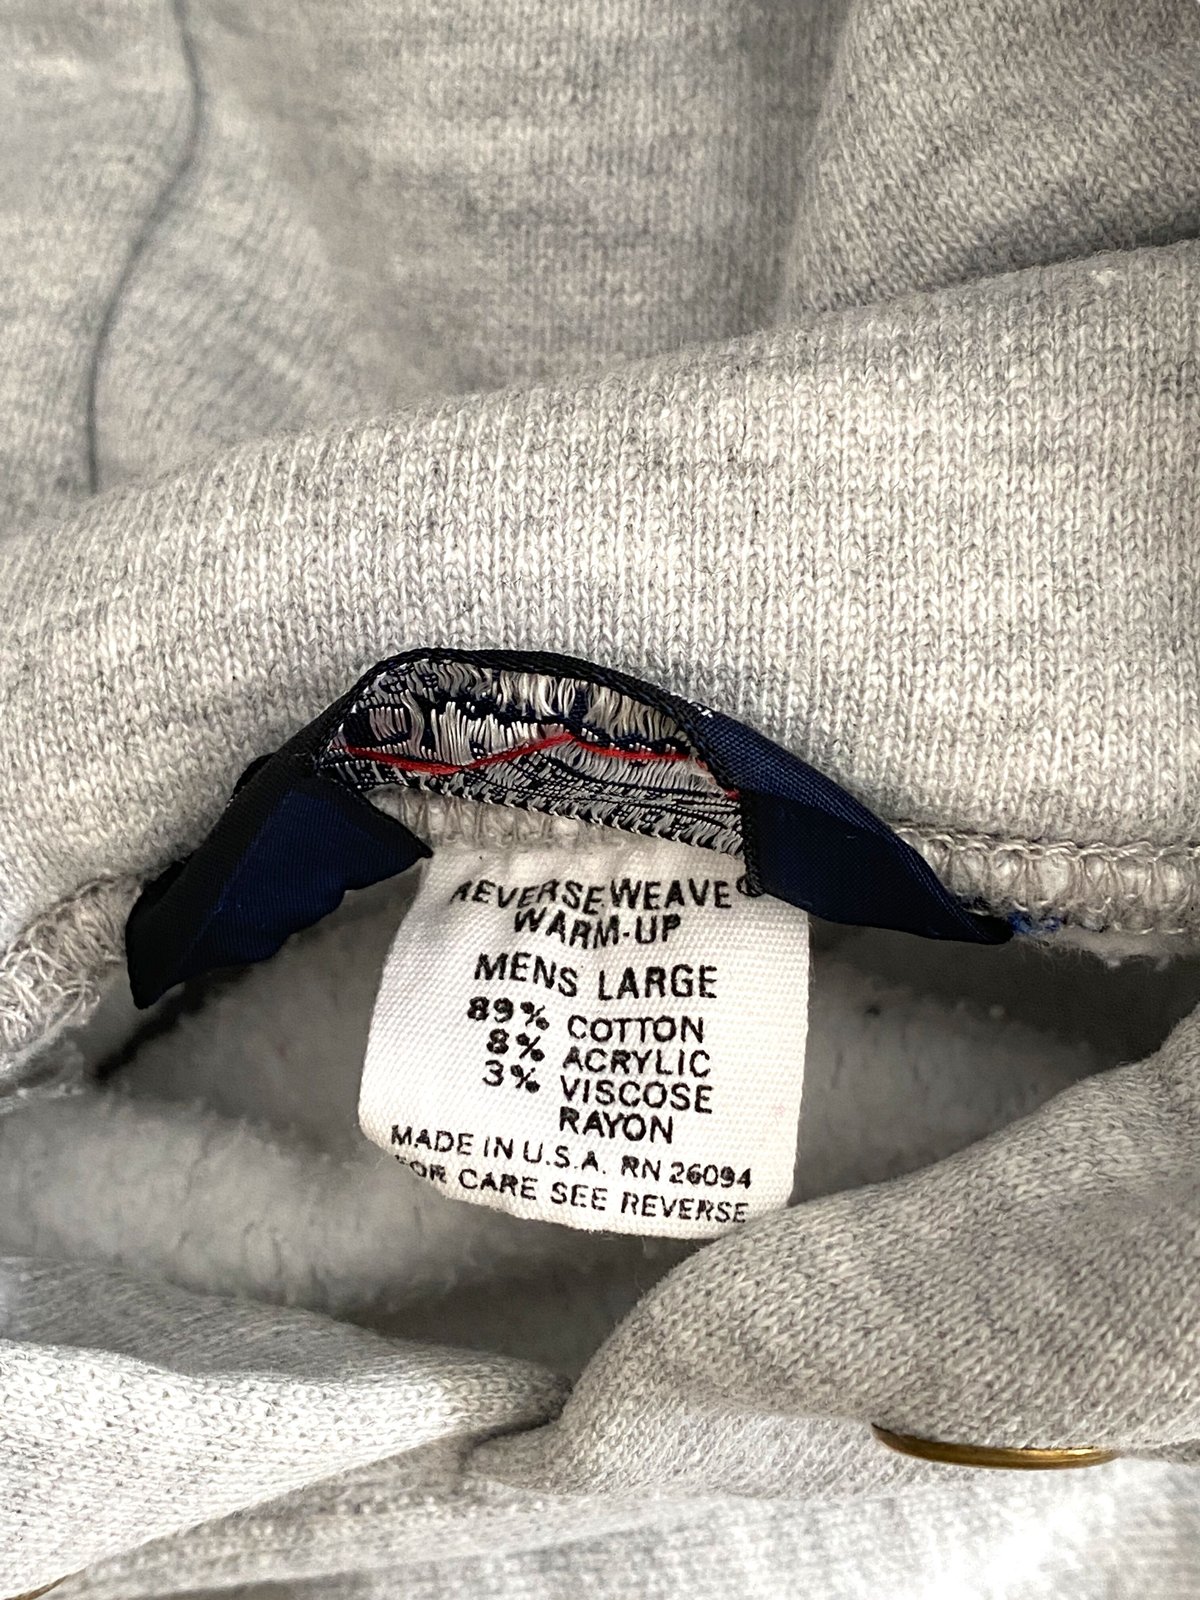 REVERSE WEAVE®
WARM-UP
MENS LARGE
89% COTTON
8% ACRYLIC
3% VISCOSE
RAYON
MADE IN U.S.A. RN 26094
FOR CARE SEE REVERSE